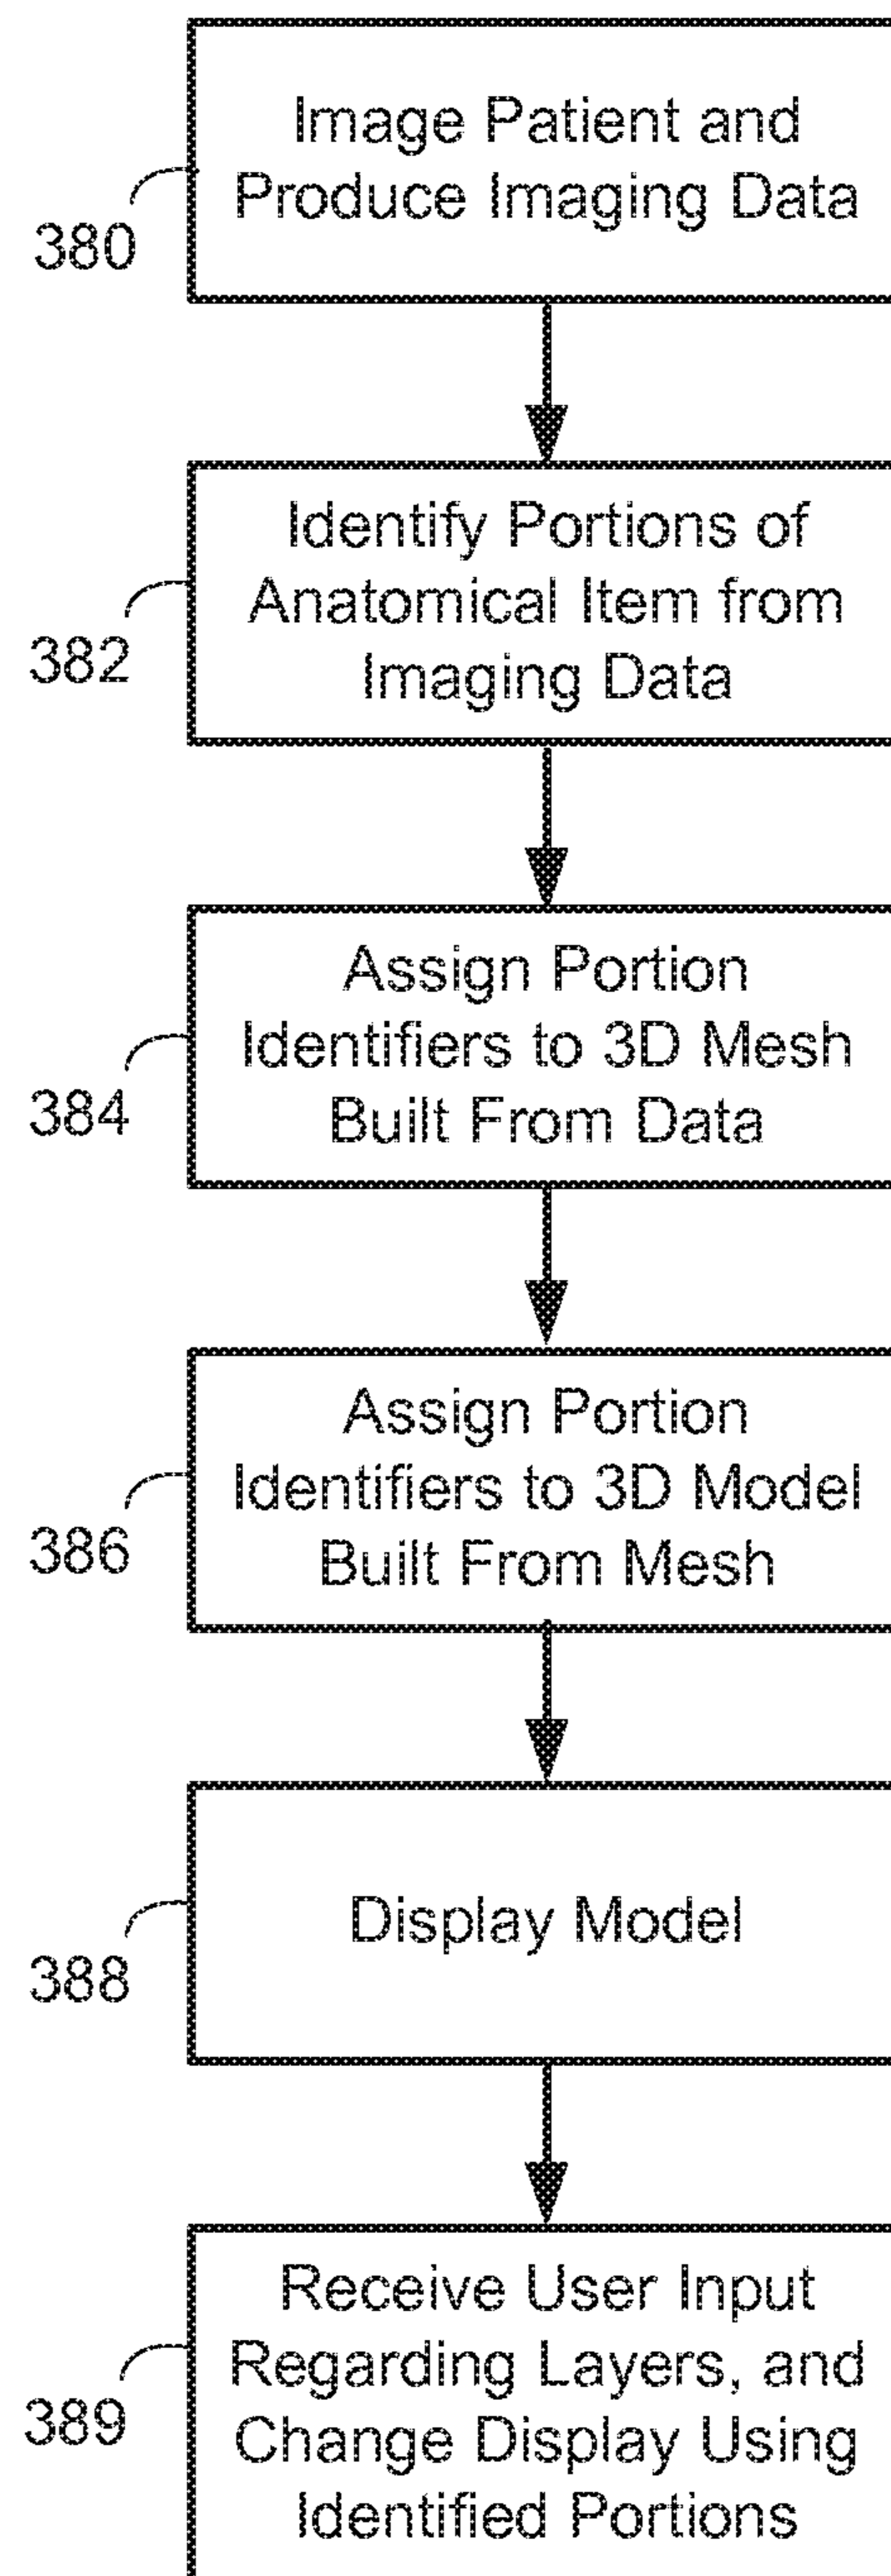 Image Patient and
Produce Imaging Data
380
Identify Portions of
Anatomical Item from
Imaging Data
382
Assign Portion
Identifiers to 3D Mesh
Built From Data
384
Assign Portion
Identifiers to 3D Model
Built From Mesh
386
Display Model
388
Receive User Input
Regarding Layers, and
Change Display Using
Identified Portions
389